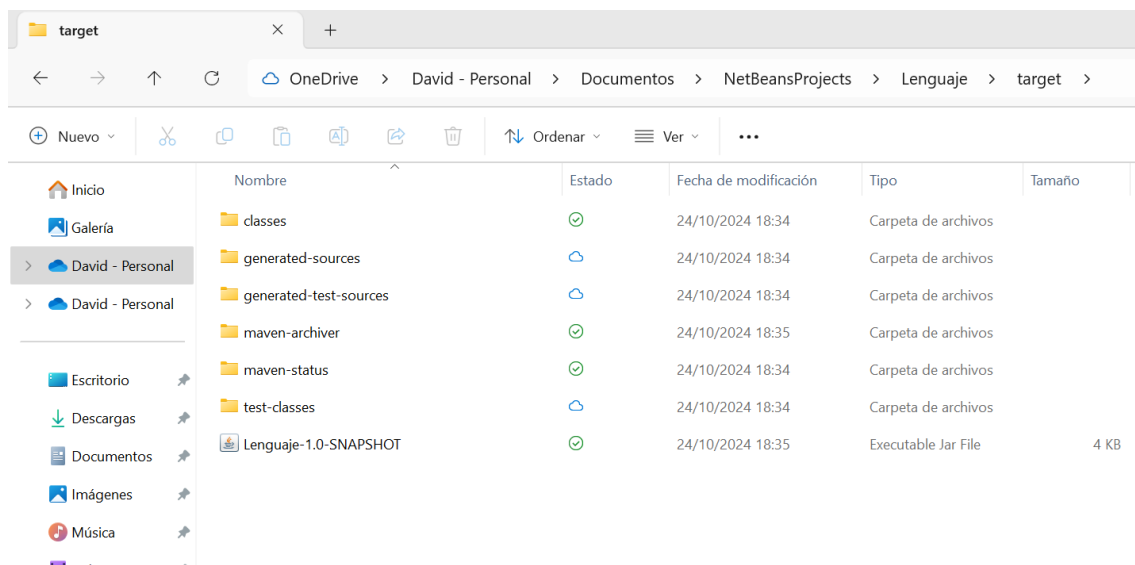 target
OneDrive > David - Personal > Documentos > NetBeansProjects > Lenguaje > target >
Nuevo Ordenar Ver
Nombre Estado Fecha de modificación Tipo Tamaño
Inicio
Galería
David - Personal
David - Personal
Escritorio
Descargas
Documentos
Imágenes
Música
classes 24/10/2024 18:34 Carpeta de archivos
generated-sources 24/10/2024 18:34 Carpeta de archivos
generated-test-sources 24/10/2024 18:34 Carpeta de archivos
maven-archiver 24/10/2024 18:35 Carpeta de archivos
maven-status 24/10/2024 18:34 Carpeta de archivos
test-classes 24/10/2024 18:34 Carpeta de archivos
Lenguaje-1.0-SNAPSHOT 24/10/2024 18:35 Executable Jar File 4 KB